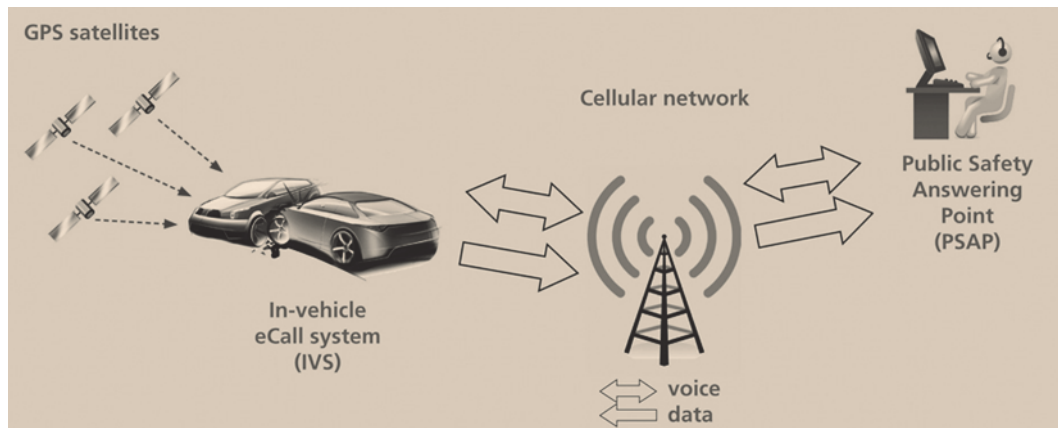 GPS satellites
Cellular network
Public Safety
Answering
Point
(PSAP)
In-vehicle
eCall system
(IVS)
voice
data